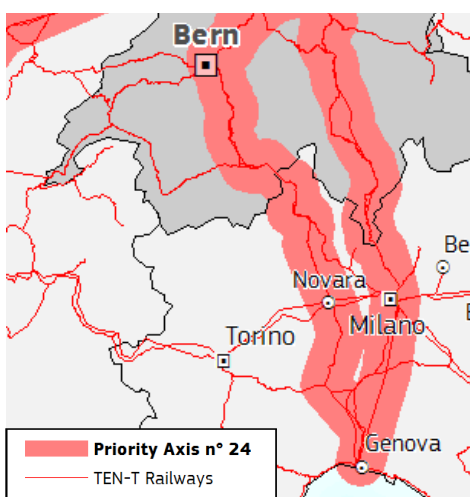 Bern
Be
Novara
Milano
E
Torino
Genova
Priority Axis n° 24
TEN-T Railways